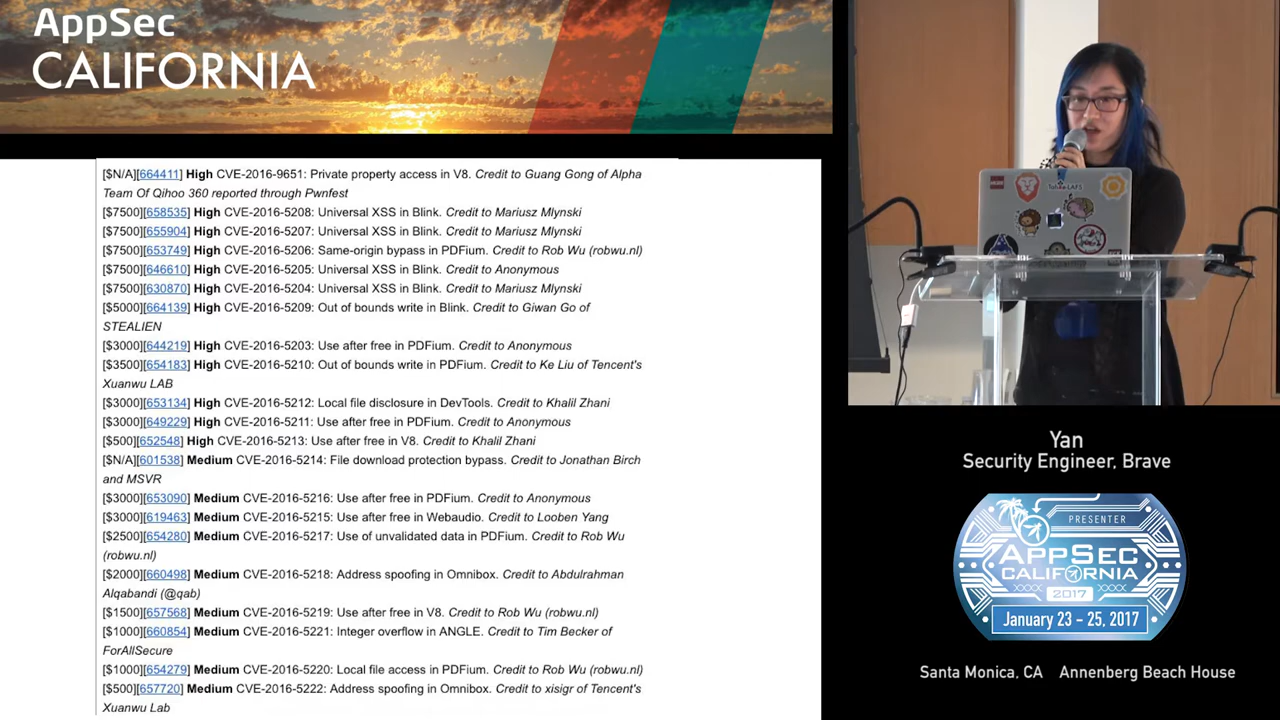 AppSec
CALIFORNIA
[$N/A][664411] High CVE-2016-9651: Private property access in V8. Credit to Guang Gong of Alpha
Team Of Qihoo 360 reported through Pwnfest
[$7500][658535] High CVE-2016-5208: Universal XSS in Blink. Credit to Mariusz Mlynski
[$7500][655904] High CVE-2016-5207: Universal XSS in Blink. Credit to Mariusz Mlynski
[$7500][653749] High CVE-2016-5206: Same-origin bypass in PDFium. Credit to Rob Wu (robwu.nl)
[$7500][646610] High CVE-2016-5205: Universal XSS in Blink. Credit to Anonymous
[$7500][630870] High CVE-2016-5204: Universal XSS in Blink. Credit to Mariusz Mlynski
[$5000][664139] High CVE-2016-5209: Out of bounds write in Blink. Credit to Giwan Go of
STEALIEN
[$3000][644219] High CVE-2016-5203: Use after free in PDFium. Credit to Anonymous
[$3500][654183] High CVE-2016-5210: Out of bounds write in PDFium. Credit to Ke Liu of Tencent's
Xuanwu LAB
[$3000][653134] High CVE-2016-5212: Local file disclosure in DevTools. Credit to Khalil Zhani
[$3000][649229] High CVE-2016-5211: Use after free in PDFium. Credit to Anonymous
[$500][652548] High CVE-2016-5213: Use after free in V8. Credit to Khalil Zhani
[$N/A][601538] Medium CVE-2016-5214: File download protection bypass. Credit to Jonathan Birch
and MSVR
[$3000][653090] Medium CVE-2016-5216: Use after free in PDFium. Credit to Anonymous
[$3000][619463] Medium CVE-2016-5215: Use after free in Webaudio. Credit to Looben Yang
[$2500][654280] Medium CVE-2016-5217: Use of unvalidated data in PDFium. Credit to Rob Wu
(robwu.nl)
[$2000][660498] Medium CVE-2016-5218: Address spoofing in Omnibox. Credit to Abdulrahman
Alqabandi (@qab)
[$1500][657568] Medium CVE-2016-5219: Use after free in V8. Credit to Rob Wu (robwu.nl)
[$1000][660854] Medium CVE-2016-5221: Integer overflow in ANGLE. Credit to Tim Becker of
ForAllSecure
[$1000][654279] Medium CVE-2016-5220: Local file access in PDFium. Credit to Rob Wu (robwu.nl)
[$500][657720] Medium CVE-2016-5222: Address spoofing in Omnibox. Credit to xisigr of Tencent's
Xuanwu Lab
Tahoe-LAFS
Yan
Security Engineer, Brave
PRESENTER
APPSEC
CALIFORNIA
2017
January 23 - 25, 2017
Santa Monica, CA Annenberg Beach House